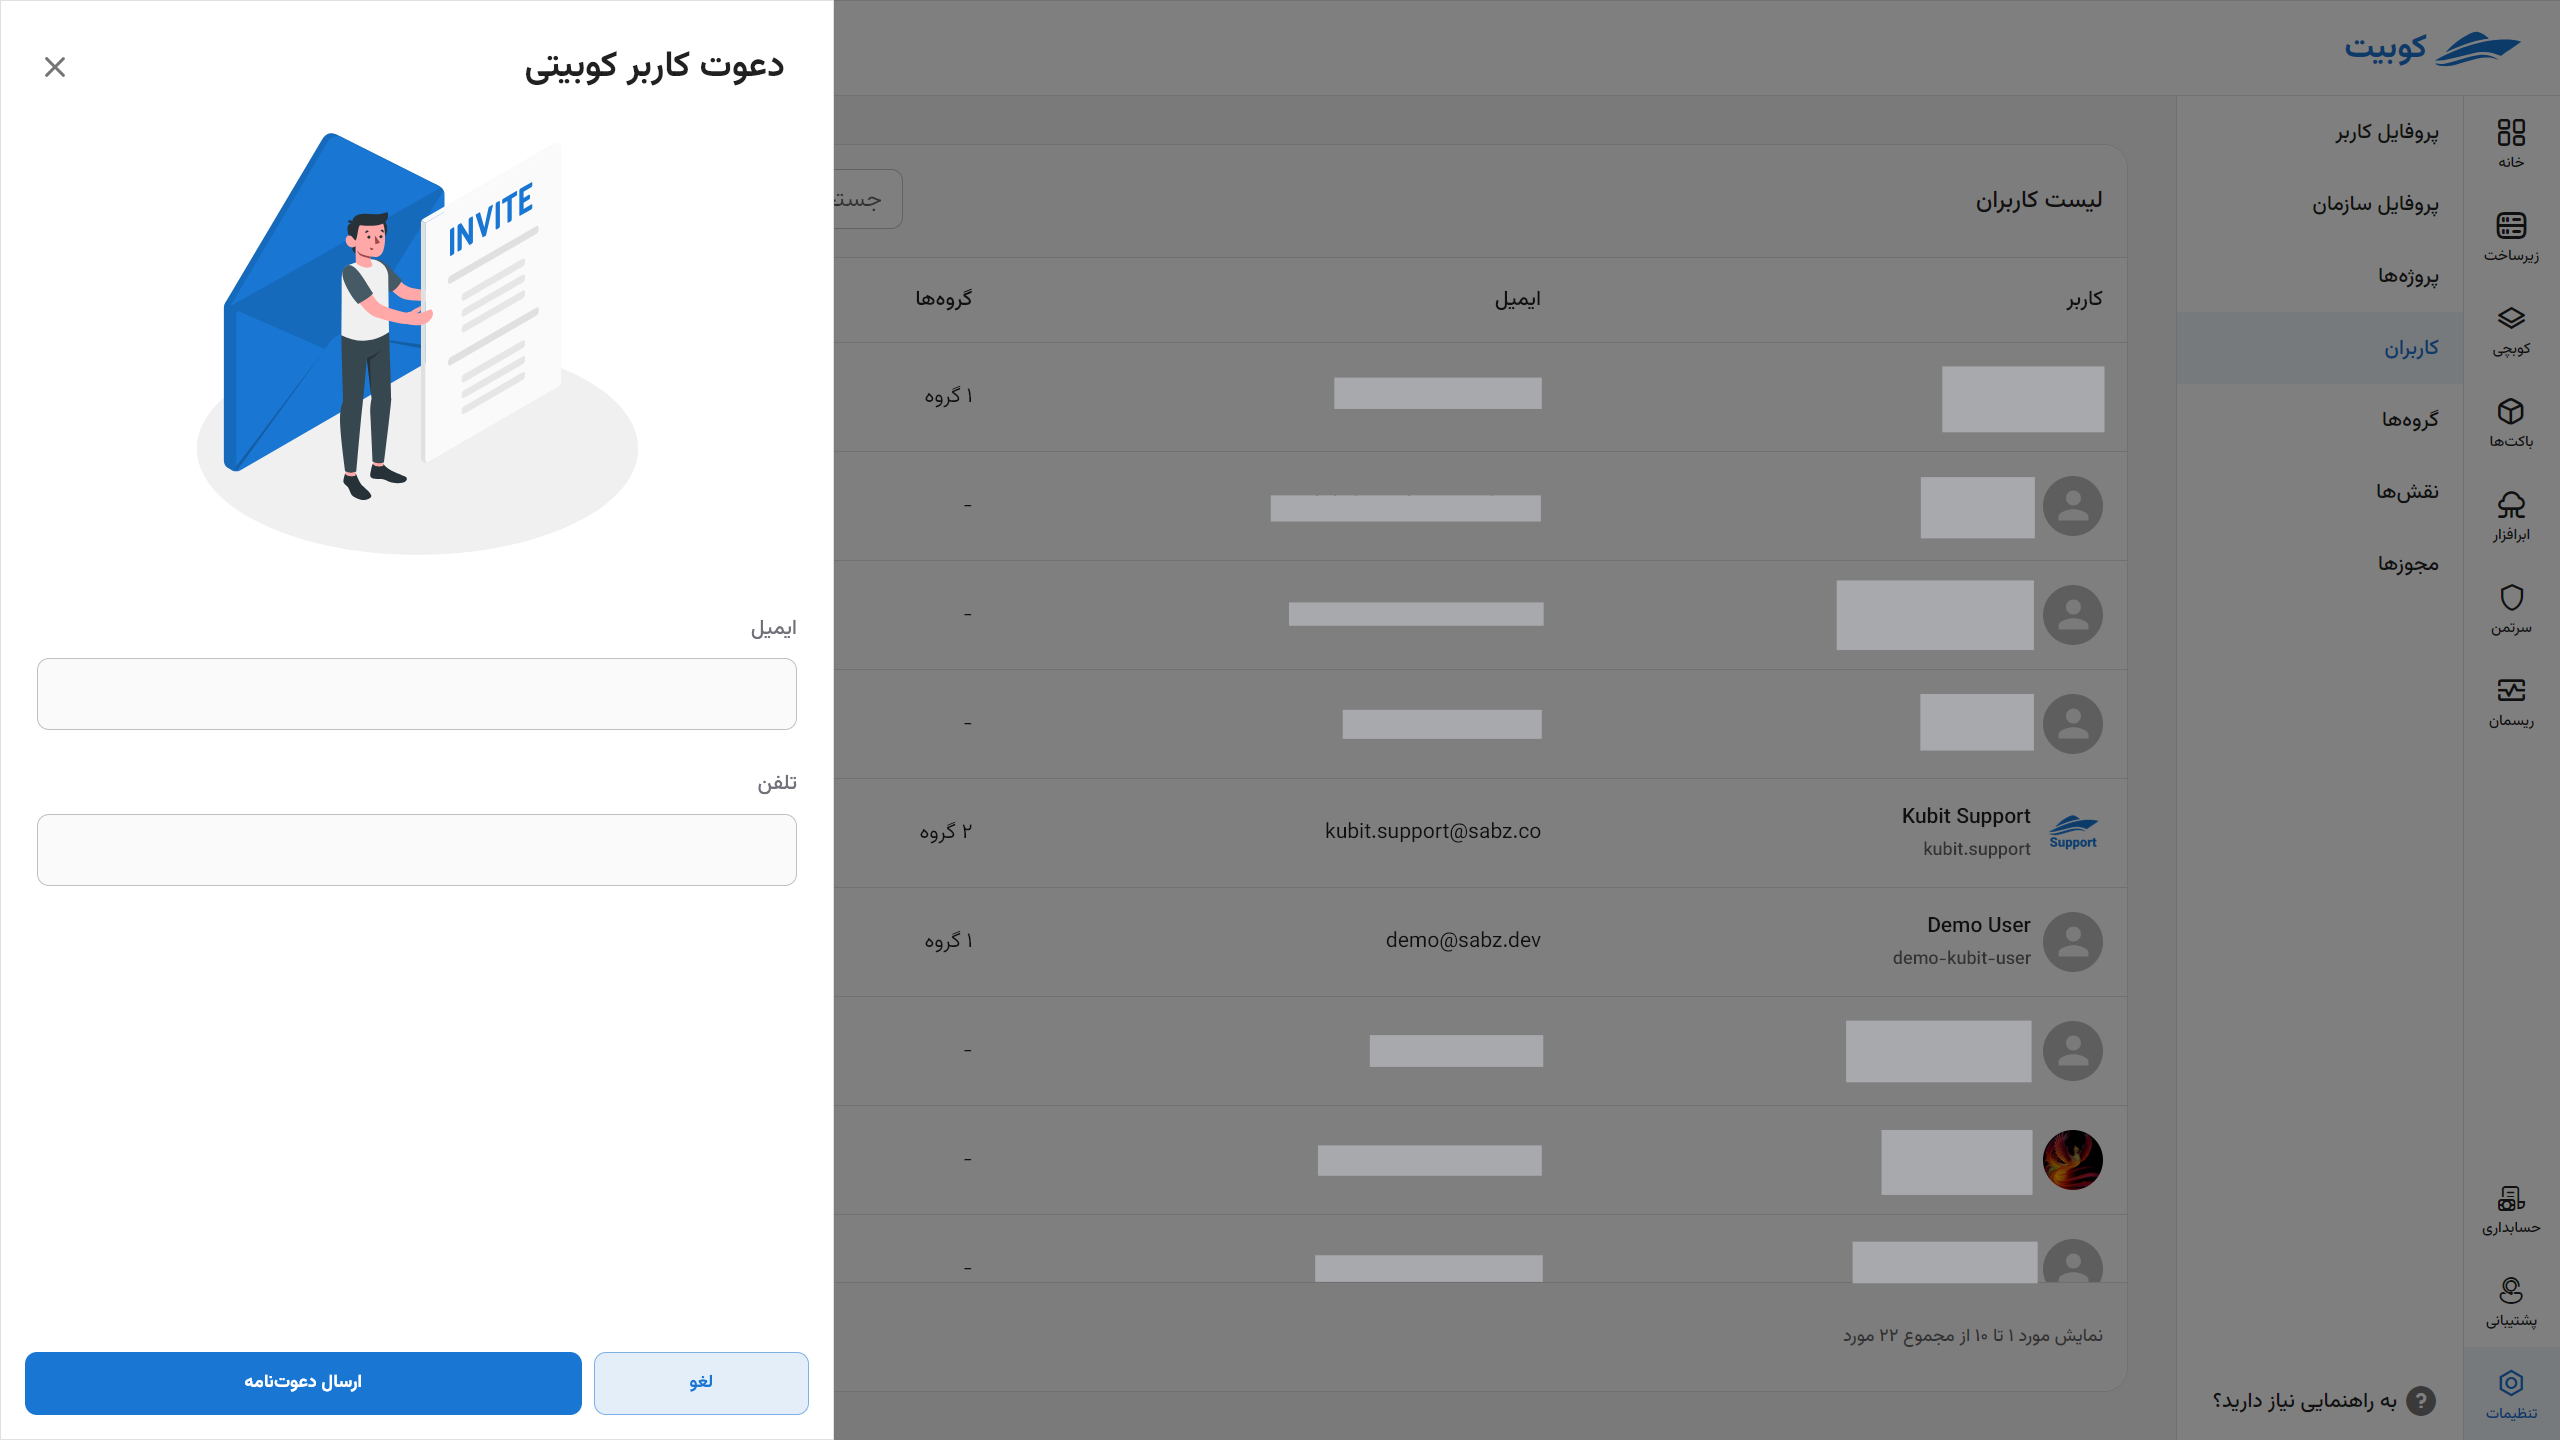 کوبیت
خانه
زیرساخت
کوبچی
باکت‌ها
ابرافزار
سرتمن
ریسمان
حسابداری
پشتیبانی
تنظیمات
پروفایل کاربر
پروفایل سازمان
پروژه‌ها
کاربران
گروه‌ها
نقش‌ها
مجوزها
به راهنمایی نیاز دارید؟
لیست کاربران
کاربر ایمیل گروه‌ها
۱ گروه
-
-
-
Support
Kubit Support
kubit.support
kubit.support@sabz.co
۲ گروه
Demo User
demo-kubit-user
demo@sabz.dev
۱ گروه
-
-
-
نمایش مورد ۱ تا ۱۰ از مجموع ۲۲ مورد
دعوت کاربر کوبیتی
INVITE
ایمیل
تلفن
لغو
ارسال دعوت‌نامه